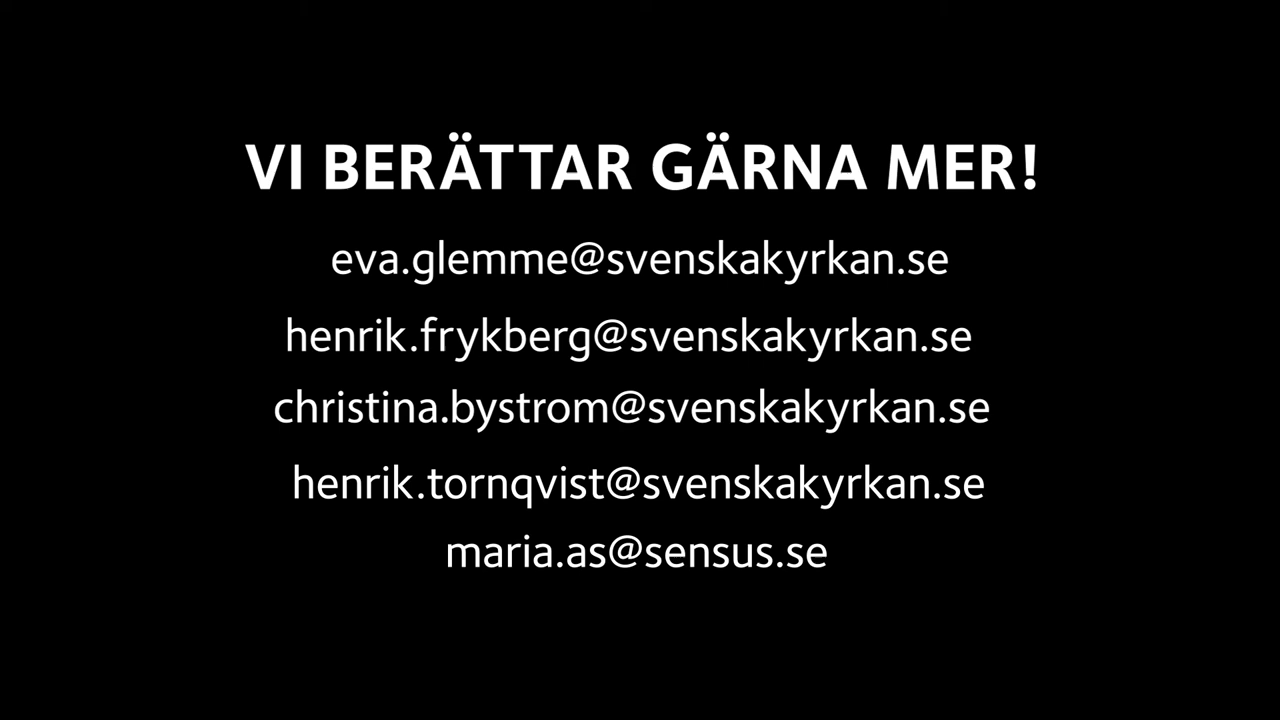 VI BERÄTTAR GÄRNA MER!
eva.glemme@svenskakyrkan.se
henrik.frykberg@svenskakyrkan.se
christina.bystrom@svenskakyrkan.se
henrik.tornqvist@svenskakyrkan.se
maria.as@sensus.se